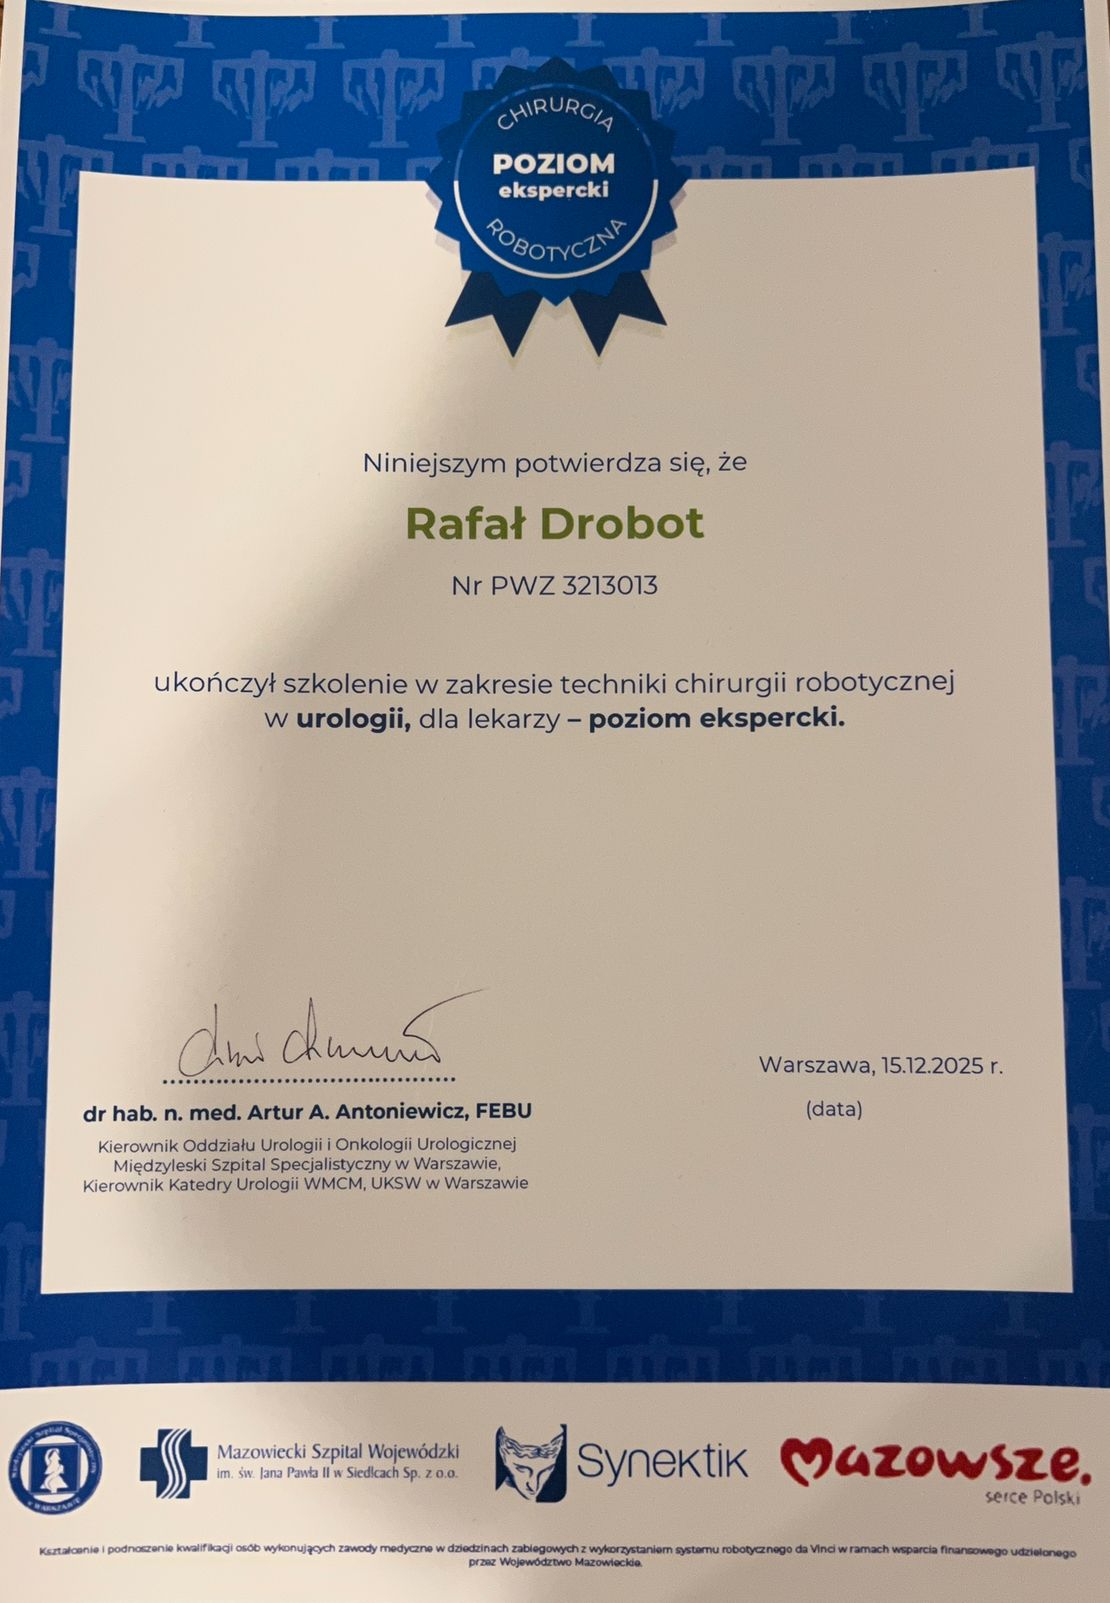 CHIRURGIA
POZIOM
ekspercki
ROBOTYCZNA
Niniejszym potwierdza się, że
Rafał Drobot
Nr PWZ 3213013
ukończył szkolenie w zakresie techniki chirurgii robotycznej
w urologii, dla lekarzy – poziom ekspercki.
Warszawa, 15.12.2025 r.
(data)
dr hab. n. med. Artur A. Antoniewicz, FEBU
Kierownik Oddziału Urologii i Onkologii Urologicznej
Międzyleski Szpital Specjalistyczny w Warszawie,
Kierownik Katedry Urologii WMCM, UKSW w Warszawie
Międzyleski Szpital Specjalistyczny
w WARSZAWIE
Mazowiecki Szpital Wojewódzki
im. św. Jana Pawła II w Siedlcach Sp. z o.o.
Synektik
Mazowsze.
serce Polski
Kształcenie i podnoszenie kwalifikacji osób wykonujących zawody medyczne w dziedzinach zabiegowych z wykorzystaniem systemu robotycznego da Vinci w ramach wsparcia finansowego udzielonego
przez Województwo Mazowieckie.